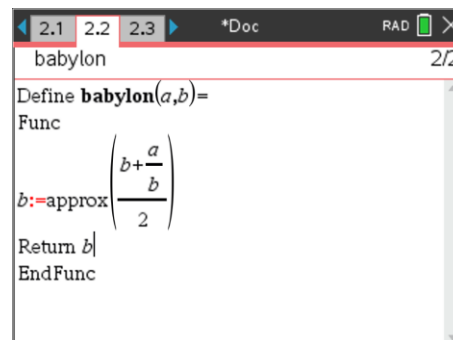 2.1 2.2 2.3 *Doc RAD
babylon 2/2
Define babylon(a,b)=
Func
b:=approx((b+a/b)/2)
Return b
EndFunc